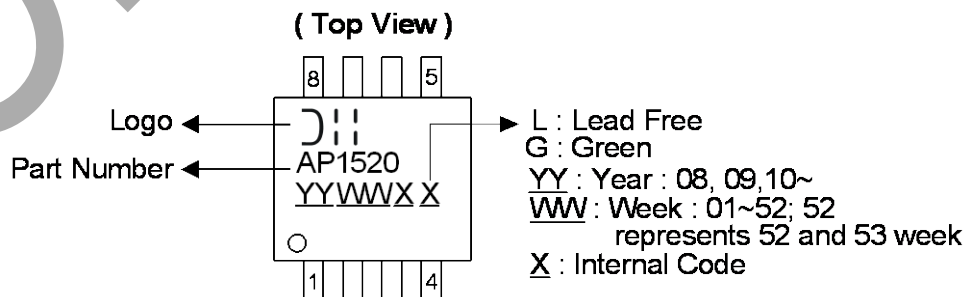 ( Top View )
8 5
Logo
AP1520
Part Number
YYWWX X
1 4
L : Lead Free
G : Green
YY : Year : 08, 09,10~
WW : Week : 01~52; 52
represents 52 and 53 week
X : Internal Code